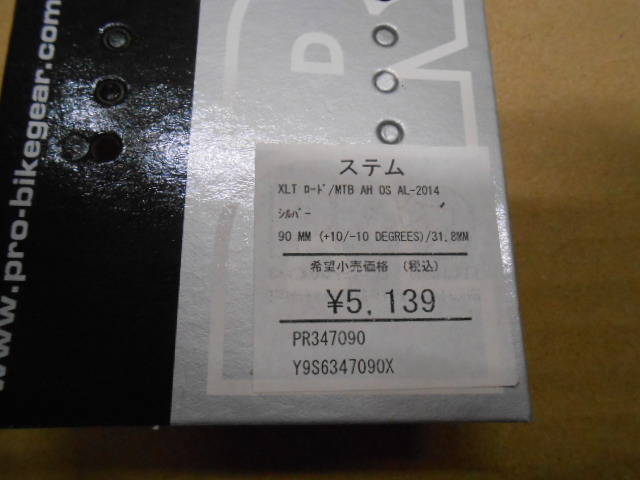 www.pro-bikegear.com
ステム
XLT ﾛｰﾄﾞ/MTB AH OS AL-2014
ｼﾙﾊﾞｰ
90 MM (+10/-10 DEGREES)/31.8MM
希望小売価格 (税込)
¥5,139
PR347090
Y9S6347090X